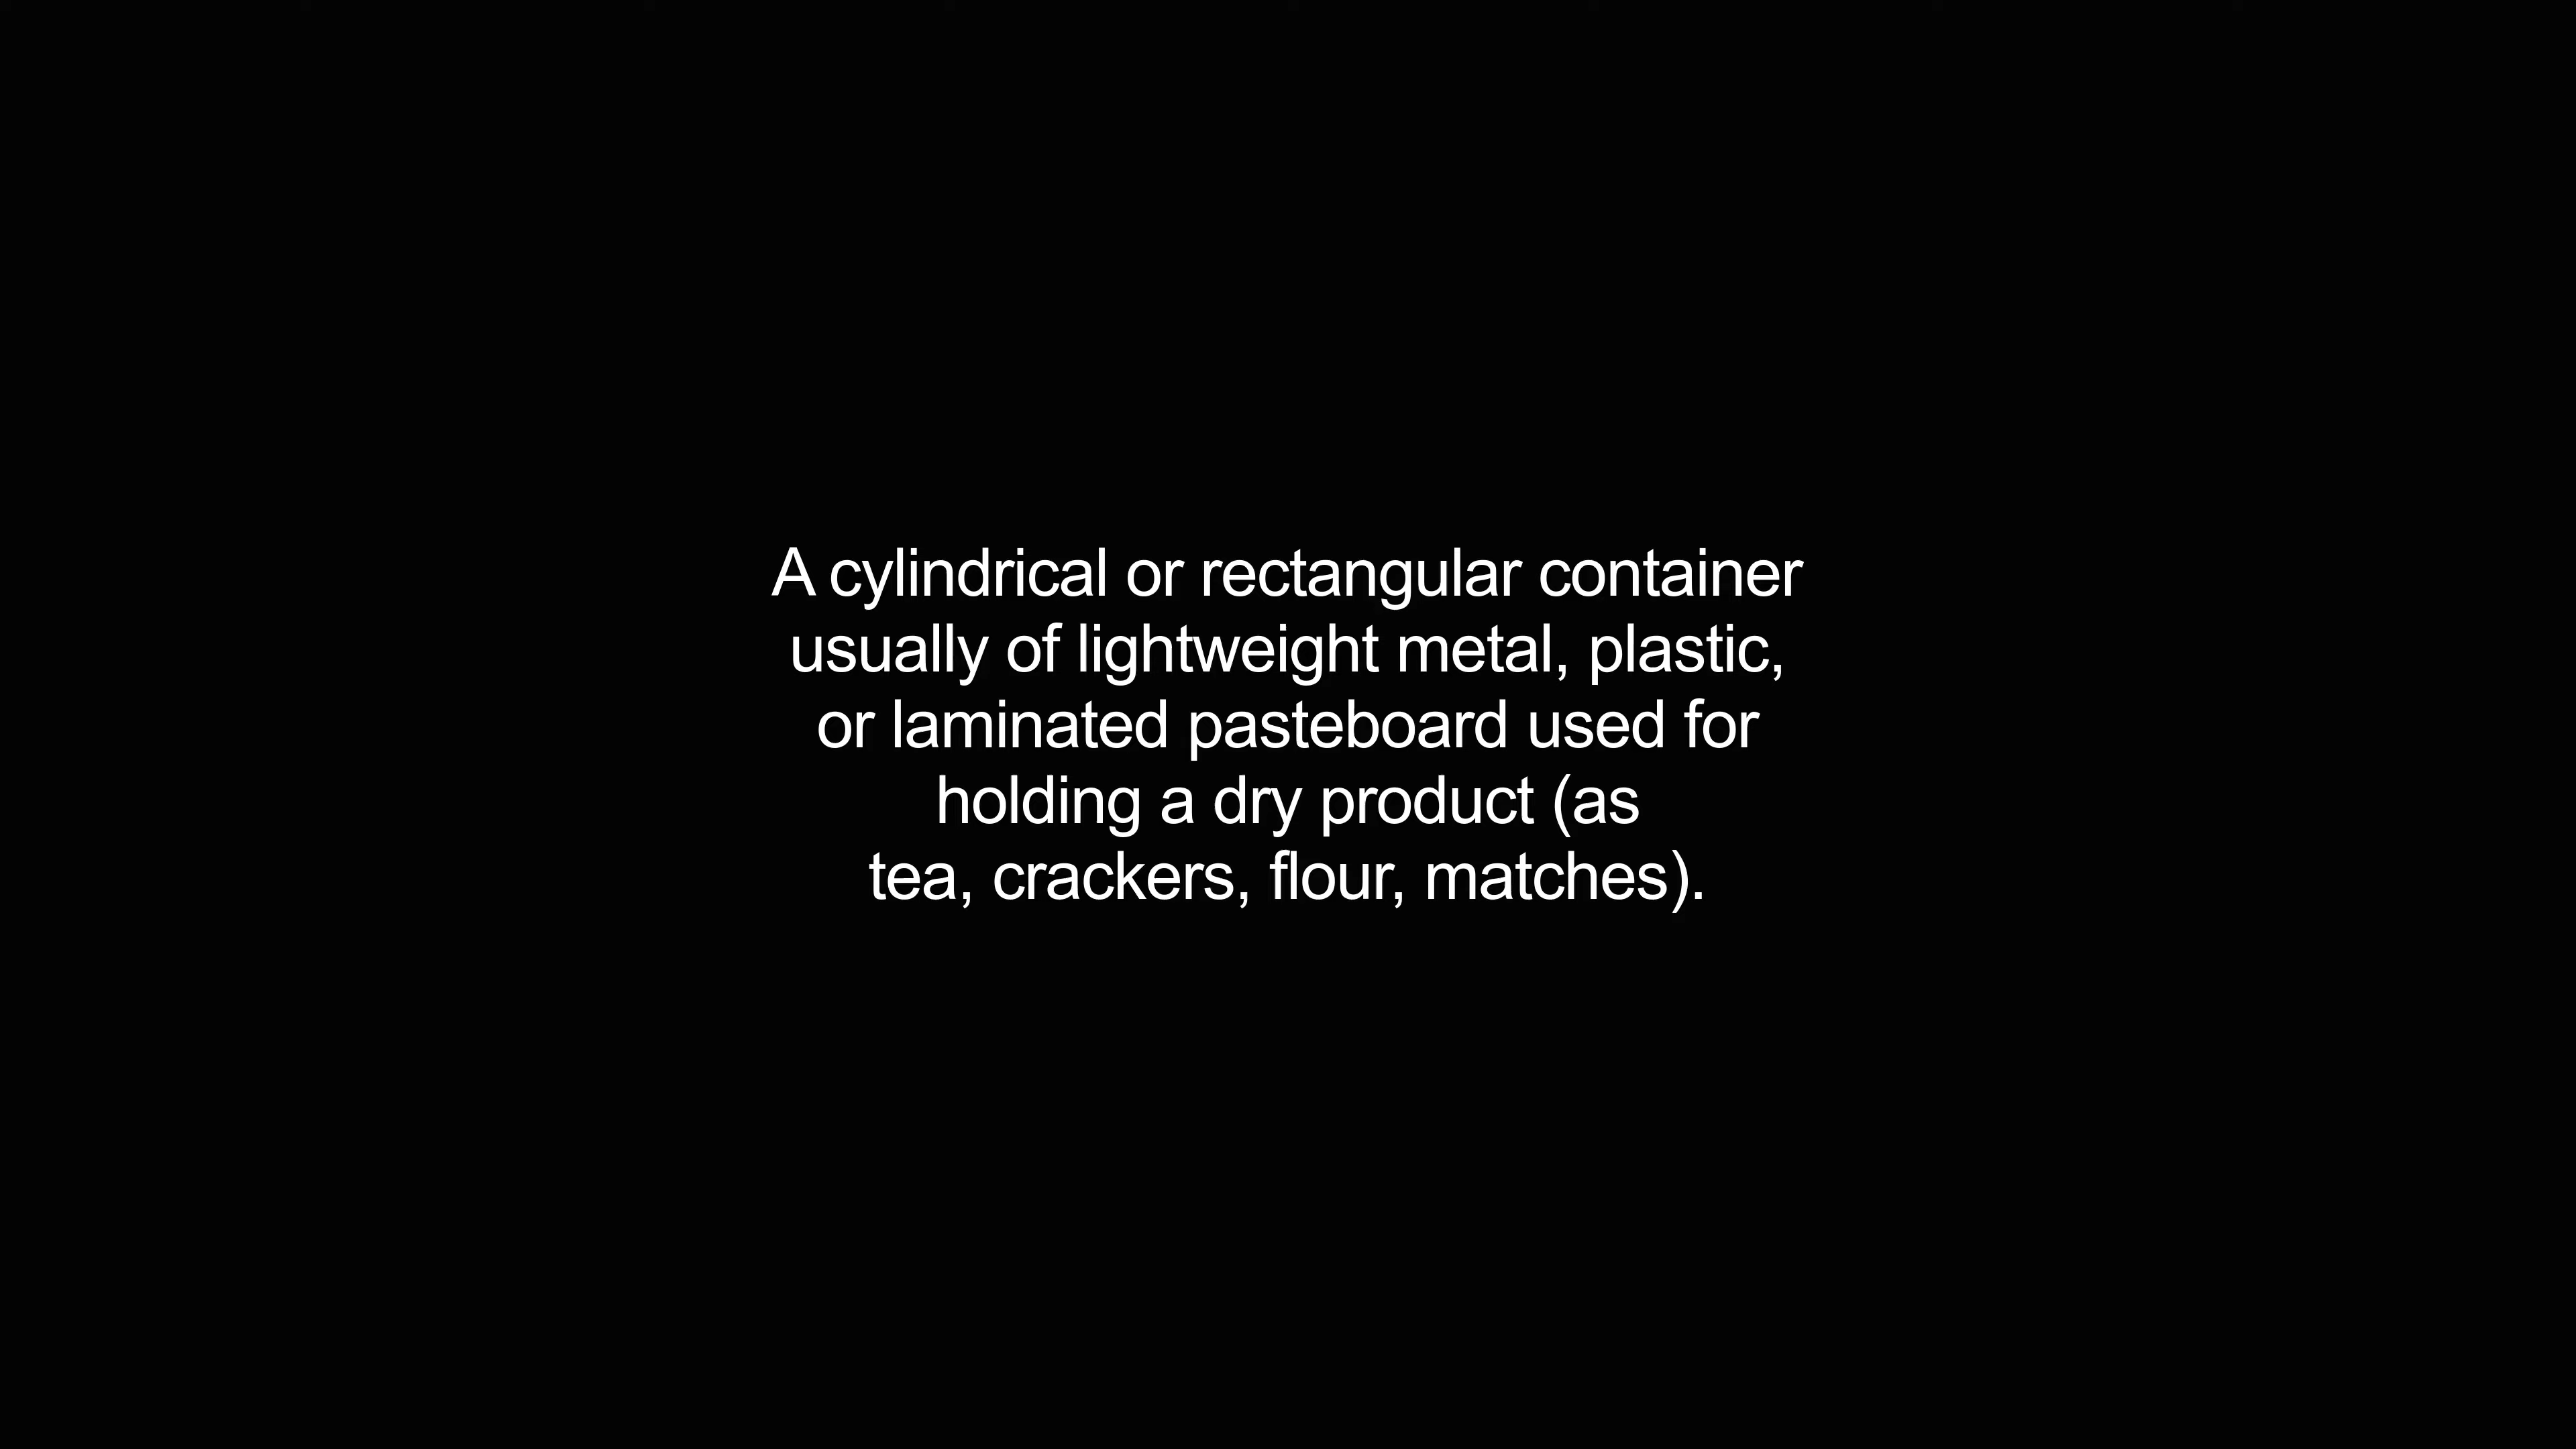 A cylindrical or rectangular container
usually of lightweight metal, plastic,
or laminated pasteboard used for
holding a dry product (as
tea, crackers, flour, matches).